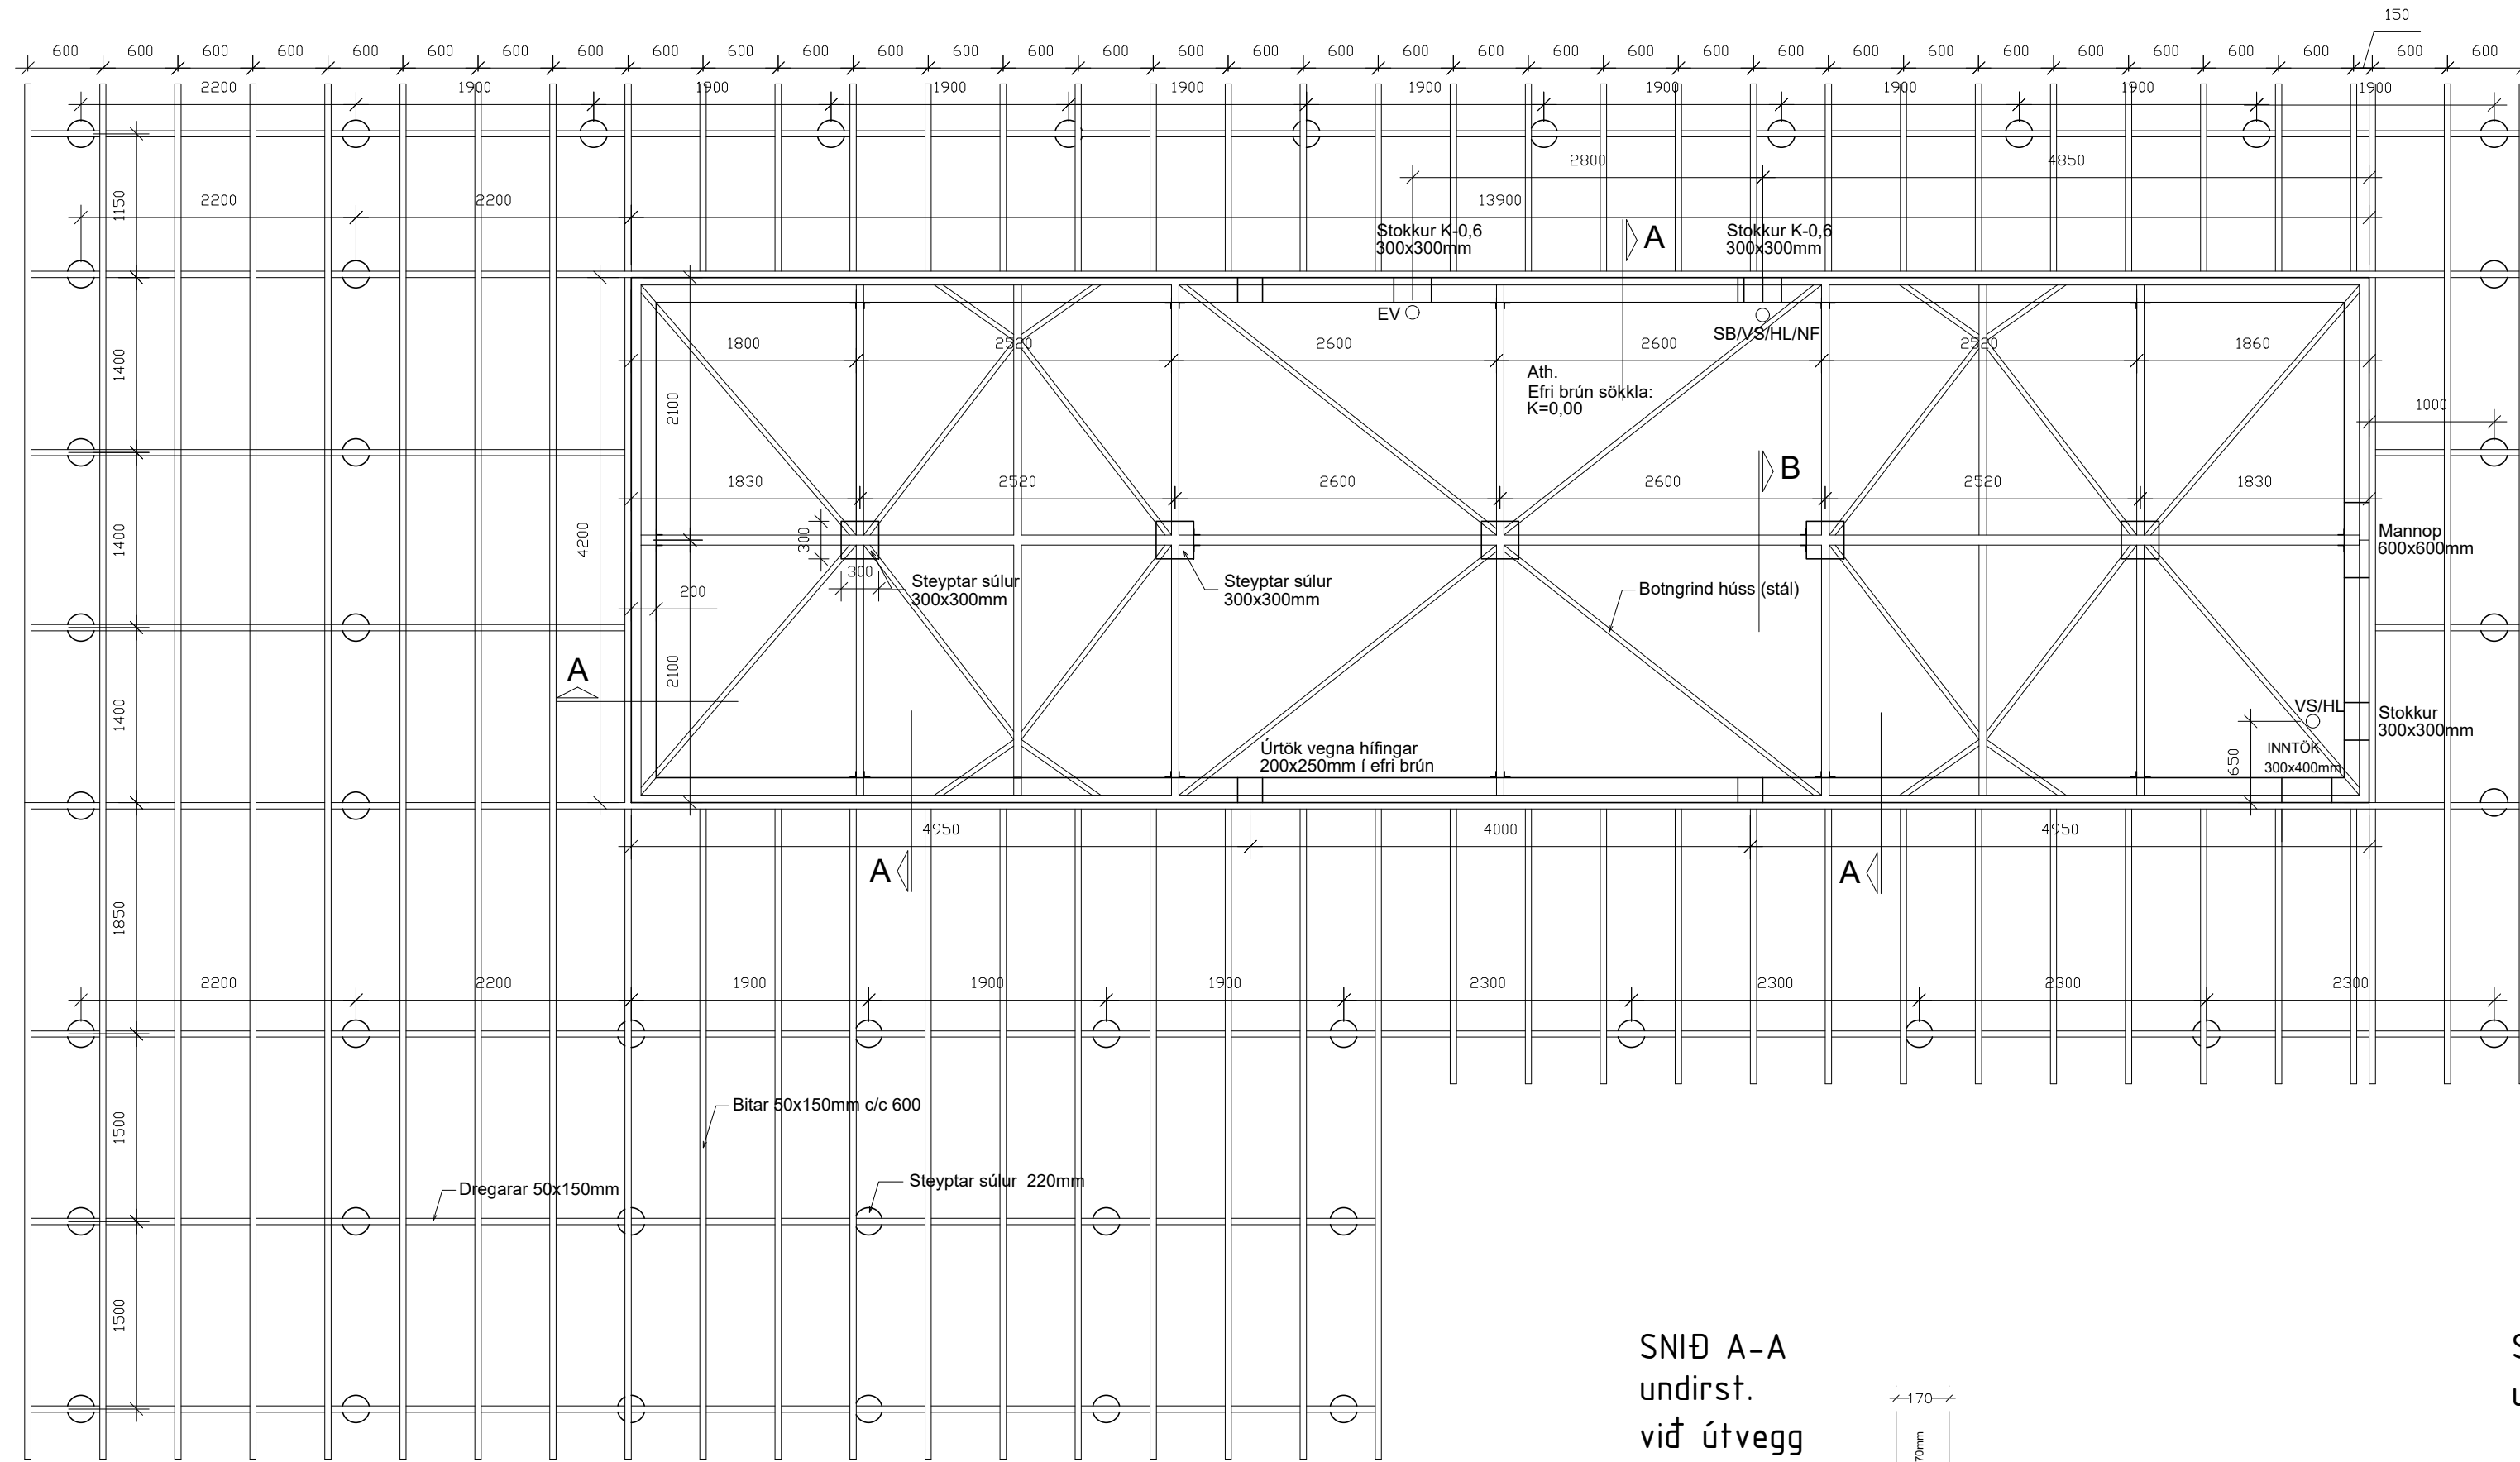 150
600 600 600 600 600 600 600 600 600 600 600 600 600 600 600 600 600 600 600 600 600 600 600 600 600 600 600 600 600 600 600 600 600
2200 1900 1900 1900 1900 1900 1900 1900 1900 1900
2800 4850
2200 2200 13900
1150
Stokkur K-0,6
300x300mm
A
Stokkur K-0,6
300x300mm
EV
SB/VS/HL/NF
1800 2520 2600 2600 2520 1860
1400
2100
Ath.
Efri brún sökkla:
K=0,00
1000
B
1830 2520 2600 2600 2520 1830
1400
4200
300
300
200
Steyptar súlur
300x300mm
Steyptar súlur
300x300mm
Botngrind húss (stál)
Mannop
600x600mm
A
2100
1400
VS/HL
Stokkur
300x300mm
Úrtök vegna hífingar
200x250mm í efri brún
INNTÖK
300x400mm
650
4950 4000 4950
A
A
1850
2200 2200 1900 1900 1900 2300 2300 2300 2300
1500
Bitar 50x150mm c/c 600
Dregarar 50x150mm
Steyptar súlur 220mm
1500
SNIÐ A-A
undirst.
við útvegg
170
70mm